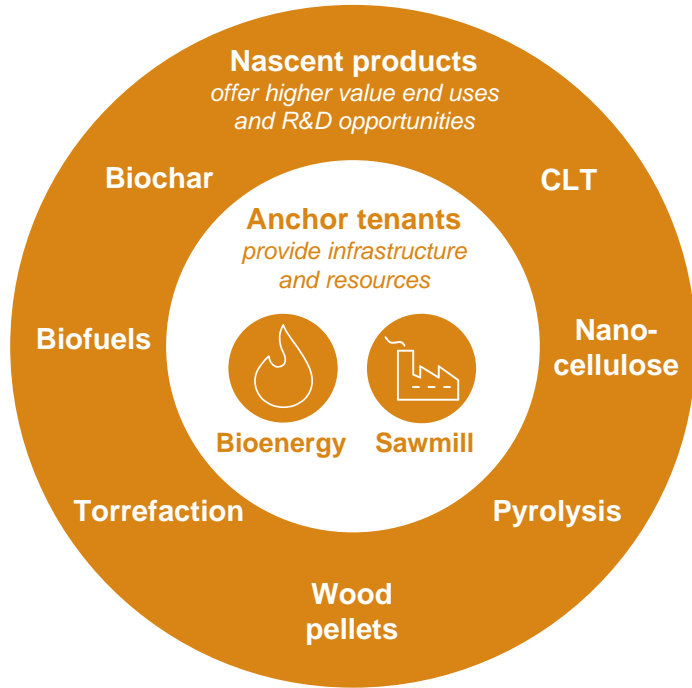 Nascent products
offer higher value end uses
and R&D opportunities
Biochar
CLT
Anchor tenants
provide infrastructure
and resources
Biofuels
Nano-
cellulose
Bioenergy
Sawmill
Torrefaction
Pyrolysis
Wood
pellets